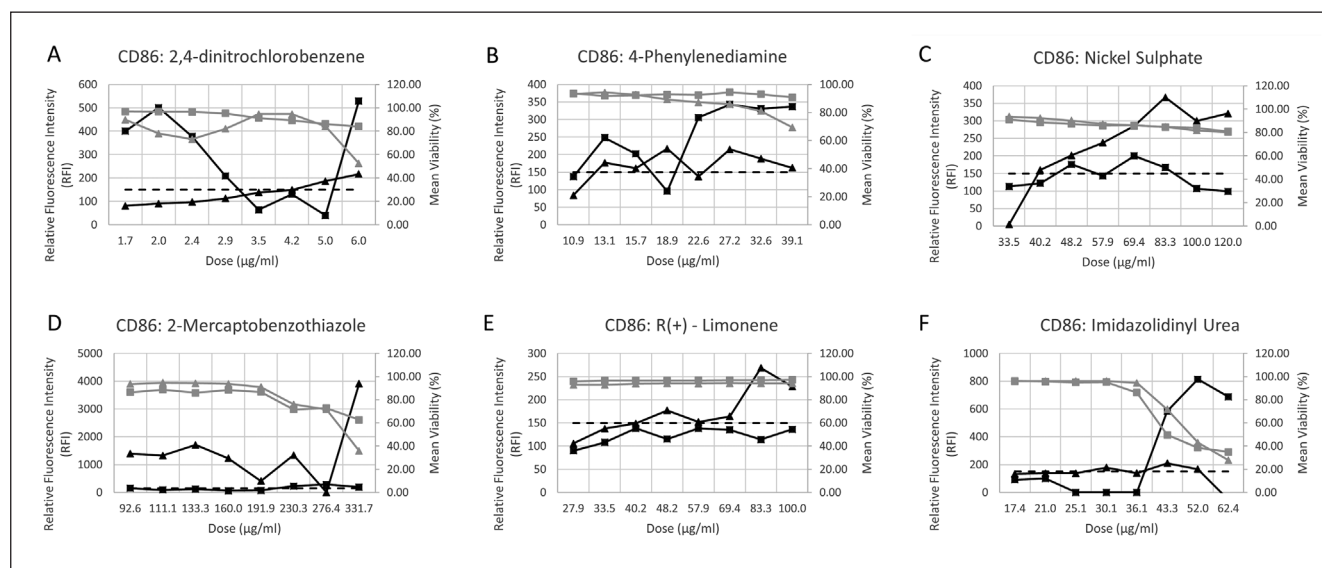 A
CD86: 2,4-dinitrochlorobenzene
Relative Fluorescence Intensity
(RFI)
600
500
400
300
200
100
0
120.00
100.00
80.00
60.00
40.00
20.00
0.00
Mean Viability (%)
1.7 2.0 2.4 2.9 3.5 4.2 5.0 6.0
Dose (µg/ml)
B
CD86: 4-Phenylenediamine
Relative Fluorescence Intensity
(RFI)
400
350
300
250
200
150
100
50
0
100.00
80.00
60.00
40.00
20.00
0.00
Mean Viability (%)
10.9 13.1 15.7 18.9 22.6 27.2 32.6 39.1
Dose (µg/ml)
C
CD86: Nickel Sulphate
Relative Fluorescence Intensity
(RFI)
400
350
300
250
200
150
100
50
0
120.00
100.00
80.00
60.00
40.00
20.00
0.00
Mean Viability (%)
33.5 40.2 48.2 57.9 69.4 83.3 100.0 120.0
Dose (µg/ml)
D
CD86: 2-Mercaptobenzothiazole
Relative Fluorescence Intensity
(RFI)
5000
4000
3000
2000
1000
0
120.00
100.00
80.00
60.00
40.00
20.00
0.00
Mean Viability (%)
92.6 111.1 133.3 160.0 191.9 230.3 276.4 331.7
Dose (µg/ml)
E
CD86: R(+) - Limonene
Relative Fluorescence Intensity
(RFI)
300
250
200
150
100
50
0
120.00
100.00
80.00
60.00
40.00
20.00
0.00
Mean Viability (%)
27.9 33.5 40.2 48.2 57.9 69.4 83.3 100.0
Dose (µg/ml)
F
CD86: Imidazolidinyl Urea
Relative Fluorescence Intensity
(RFI)
1000
800
600
400
200
0
120.00
100.00
80.00
60.00
40.00
20.00
0.00
Mean Viability (%)
17.4 21.0 25.1 30.1 36.1 43.3 52.0 62.4
Dose (µg/ml)